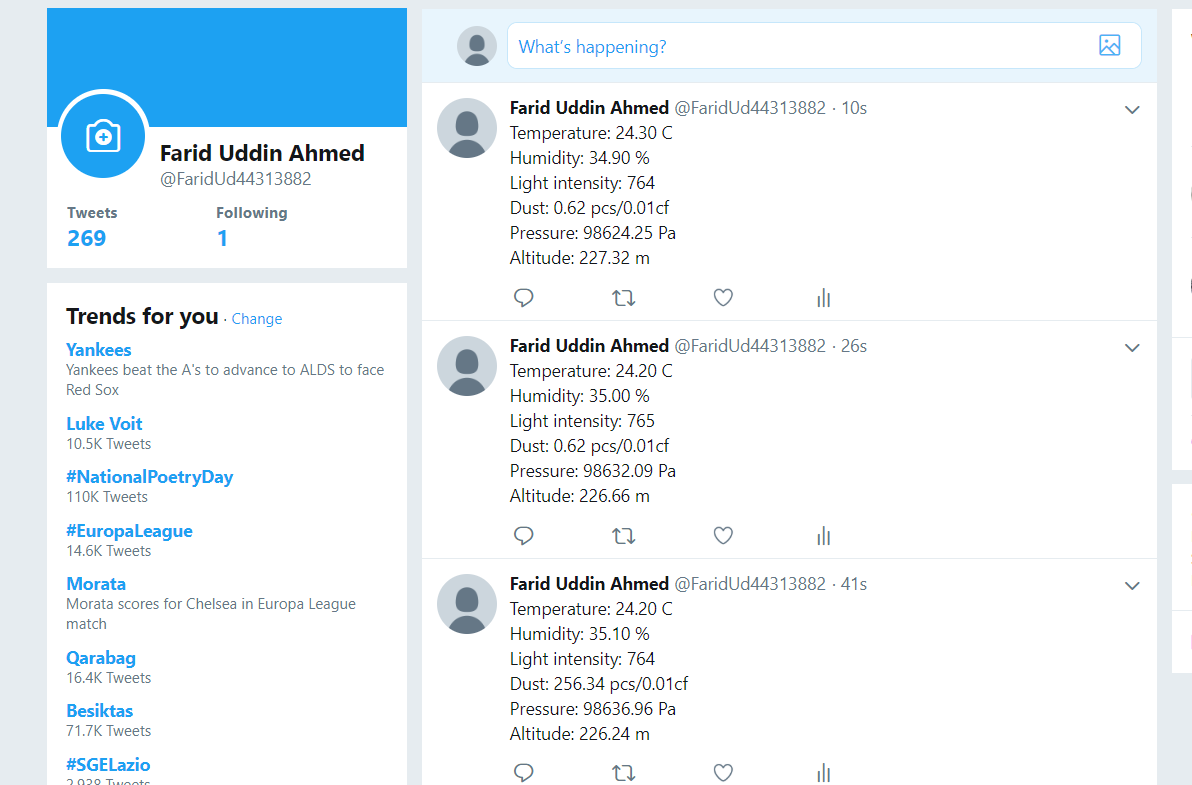 Farid Uddin Ahmed
@FaridUd44313882
Tweets Following
269 1
Trends for you · Change
Yankees
Yankees beat the A's to advance to ALDS to face
Red Sox
Luke Voit
10.5K Tweets
#NationalPoetryDay
110K Tweets
#EuropaLeague
14.6K Tweets
Morata
Morata scores for Chelsea in Europa League
match
Qarabag
16.4K Tweets
Besiktas
71.7K Tweets
#SGELazio
2,938 Tweets
What's happening?
Farid Uddin Ahmed @FaridUd44313882 · 10s
Temperature: 24.30 C
Humidity: 34.90 %
Light intensity: 764
Dust: 0.62 pcs/0.01cf
Pressure: 98624.25 Pa
Altitude: 227.32 m
Farid Uddin Ahmed @FaridUd44313882 · 26s
Temperature: 24.20 C
Humidity: 35.00 %
Light intensity: 765
Dust: 0.62 pcs/0.01cf
Pressure: 98632.09 Pa
Altitude: 226.66 m
Farid Uddin Ahmed @FaridUd44313882 · 41s
Temperature: 24.20 C
Humidity: 35.10 %
Light intensity: 764
Dust: 256.34 pcs/0.01cf
Pressure: 98636.96 Pa
Altitude: 226.24 m